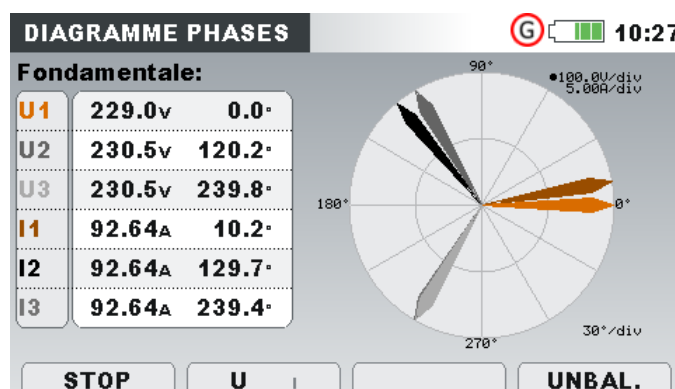 DIAGRAMME PHASES G 10:27
Fondamentale:
U1 229.0v 0.0°
U2 230.5v 120.2°
U3 230.5v 239.8°
I1 92.64A 10.2°
I2 92.64A 129.7°
I3 92.64A 239.4°
90°
100.0V/div
5.00A/div
180°
0°
270°
30°/div
STOP U I UNBAL.